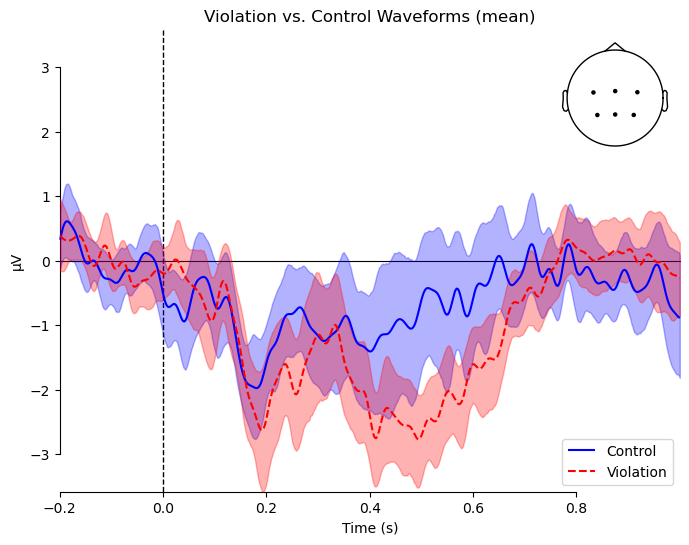 Violation vs. Control Waveforms (mean)
3
2
1
0
−1
−2
−3
µV
−0.2
0.0
0.2
0.4
0.6
0.8
Time (s)
Control
Violation